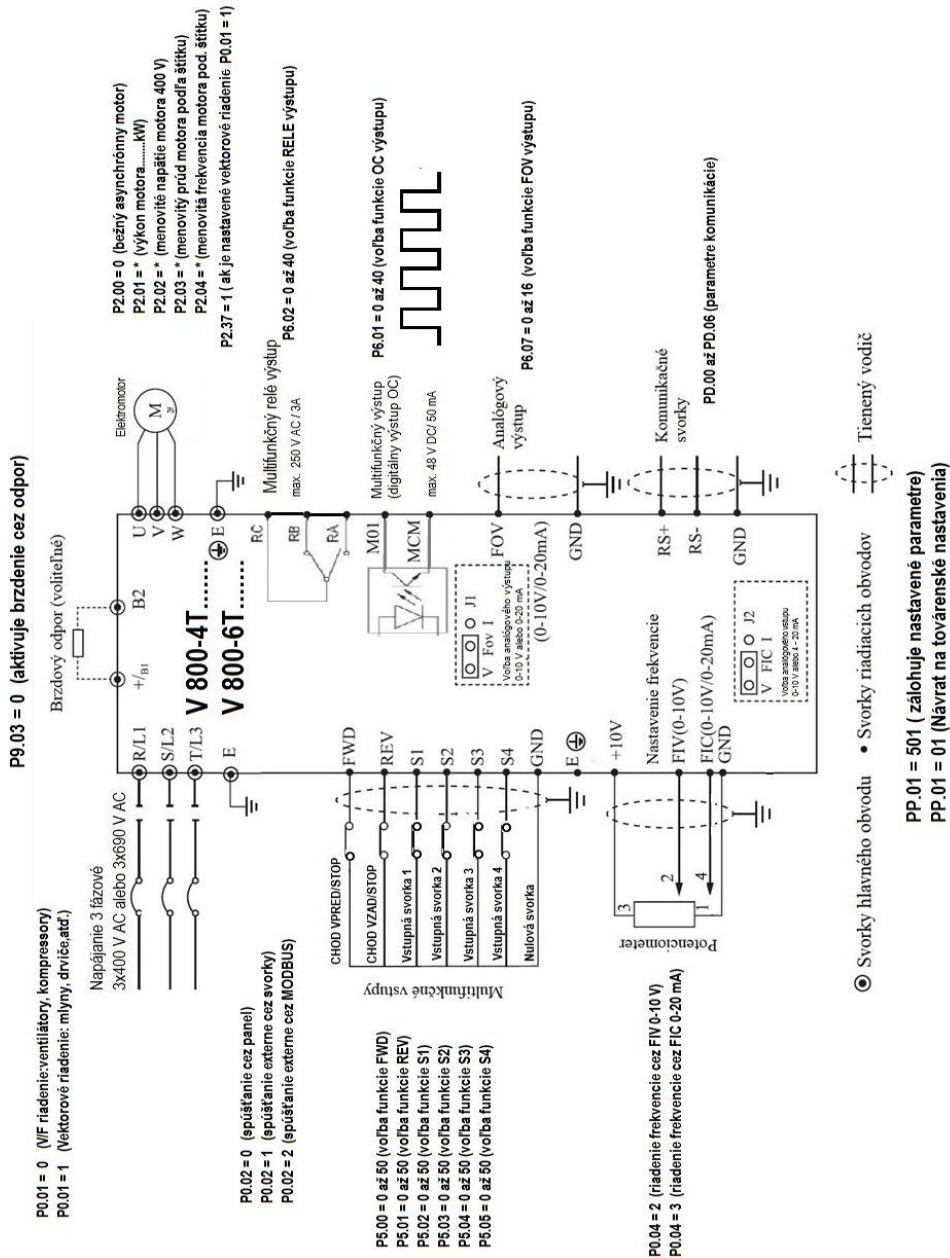 P9.03 = 0 (aktivuje brzdenie cez odpor)
P0.01 = 0 (V/F riadenie:ventilátory, kompressory)
P0.01 = 1 (Vektorové riadenie: mlyny, drviče,atď.)
Napájanie 3 fázové
3x400 V AC alebo 3x690 V AC
Brzdový odpor (voliteľné)
+/B1
B2
R/L1
S/L2
T/L3
E
V 800-4T
V 800-6T
U
V
W
E
Elektromotor
M
3~
P2.00 = 0 (bežný asynchrónny motor)
P2.01 = * (výkon motora........kW)
P2.02 = * (menovité napätie motora 400 V)
P2.03 = * (menovitý prúd motora podľa štítku)
P2.04 = * (menovitá frekvencia motora pod. štítku)
P2.37 = 1 ( ak je nastavené vektorové riadenie P0.01 = 1)
P0.02 = 0 (spúšťanie cez panel)
P0.02 = 1 (spúšťanie externe cez svorky)
P0.02 = 2 (spúšťanie externe cez MODBUS)
CHOD VPRED/STOP
CHOD VZAD/STOP
Vstupná svorka 1
Vstupná svorka 2
Vstupná svorka 3
Vstupná svorka 4
Nulová svorka
Multifunkčné vstupy
FWD
REV
S1
S2
S3
S4
GND
E
P5.00 = 0 až 50 (voľba funkcie FWD)
P5.01 = 0 až 50 (voľba funkcie REV)
P5.02 = 0 až 50 (voľba funkcie S1)
P5.03 = 0 až 50 (voľba funkcie S2)
P5.04 = 0 až 50 (voľba funkcie S3)
P5.05 = 0 až 50 (voľba funkcie S4)
RC
RB
RA
Multifunkčný relé výstup
max. 250 V AC / 3A
P6.02 = 0 až 40 (voľba funkcie RELE výstupu)
M01
MCM
Multifunkčný výstup
(digitálny výstup OC)
max. 48 V DC/ 50 mA
P6.01 = 0 až 40 (voľba funkcie OC výstupu)
J1
V Fov I
Voľba analógového výstupu
0-10 V alebo 0-20 mA
FOV
(0-10V/0-20mA)
GND
Analógový
výstup
P6.07 = 0 až 16 (voľba funkcie FOV výstupu)
+10V
Nastavenie frekvencie
FIV(0-10V)
FIC(0-10V/0-20mA)
GND
3
2
4
1
Potenciometer
P0.04 = 2 (riadenie frekvencie cez FIV 0-10 V)
P0.04 = 3 (riadenie frekvencie cez FIC 0-20 mA)
J2
V FIC I
Voľba analógového vstupu
0-10 V alebo 4 - 20 mA
RS+
RS-
GND
Komunikačné
svorky
PD.00 až PD.06 (parametre komunikácie)
Svorky hlavného obvodu
Svorky riadiacich obvodov
Tienený vodič
PP.01 = 501 ( zálohuje nastavené parametre)
PP.01 = 01 (Návrat na továrenské nastavenia)